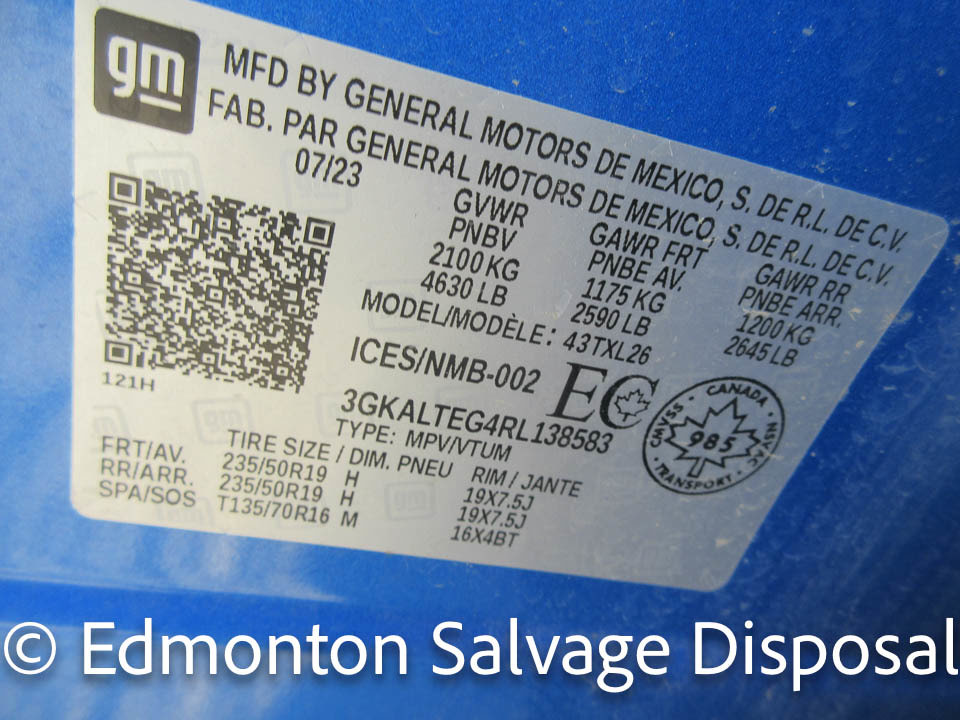 gm
MFD BY GENERAL MOTORS DE MEXICO, S. DE R.L. DE C.V.
FAB. PAR GENERAL MOTORS DE MEXICO, S. DE R.L. DE C.V.
07/23
GVWR GAWR FRT GAWR RR
PNBV PNBE AV. PNBE ARR.
2100 KG 1175 KG 1200 KG
4630 LB 2590 LB 2645 LB
MODEL/MODÈLE: 43TXL26
ICES/NMB-002 EC
121H
3GKALTEG4RL138583
TYPE: MPV/VTUM
CANADA
CMVSS 985 NSVAC
TRANSPORT
TIRE SIZE / DIM. PNEU RIM / JANTE
FRT/AV. 235/50R19 H 19X7.5J
RR/ARR. 235/50R19 H 19X7.5J
SPA/SOS T135/70R16 M 16X4BT
© Edmonton Salvage Disposal